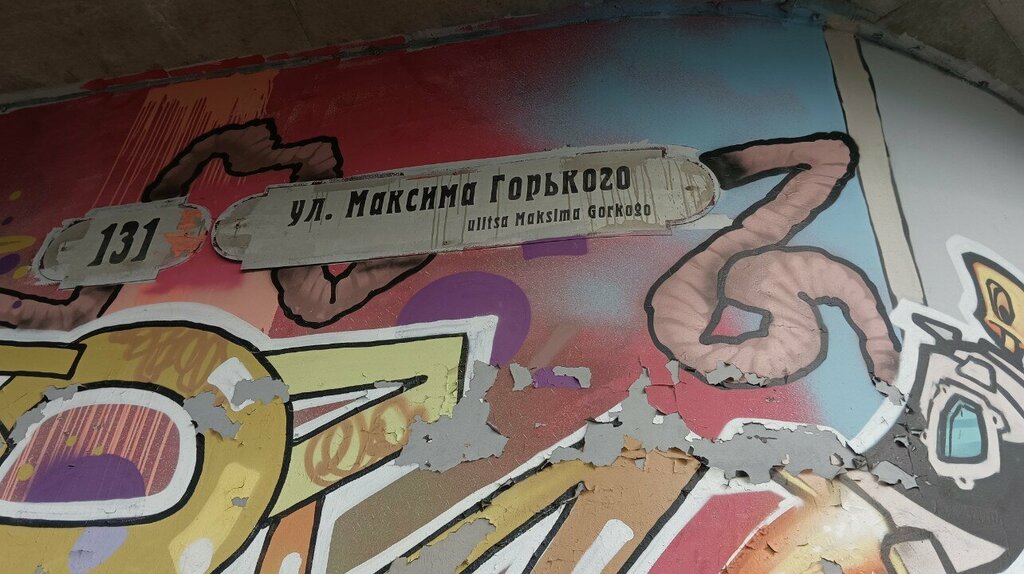 131
ул. Максима Горького
ulitsa Maksima Gorkogo